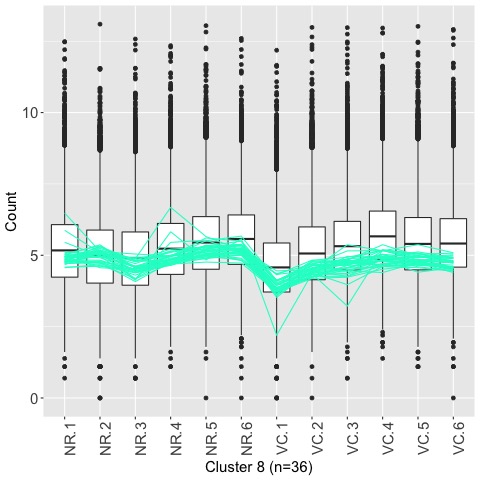 Count
10
5
0
NR.1
NR.2
NR.3
NR.4
NR.5
NR.6
VC.1
VC.2
VC.3
VC.4
VC.5
VC.6
Cluster 8 (n=36)